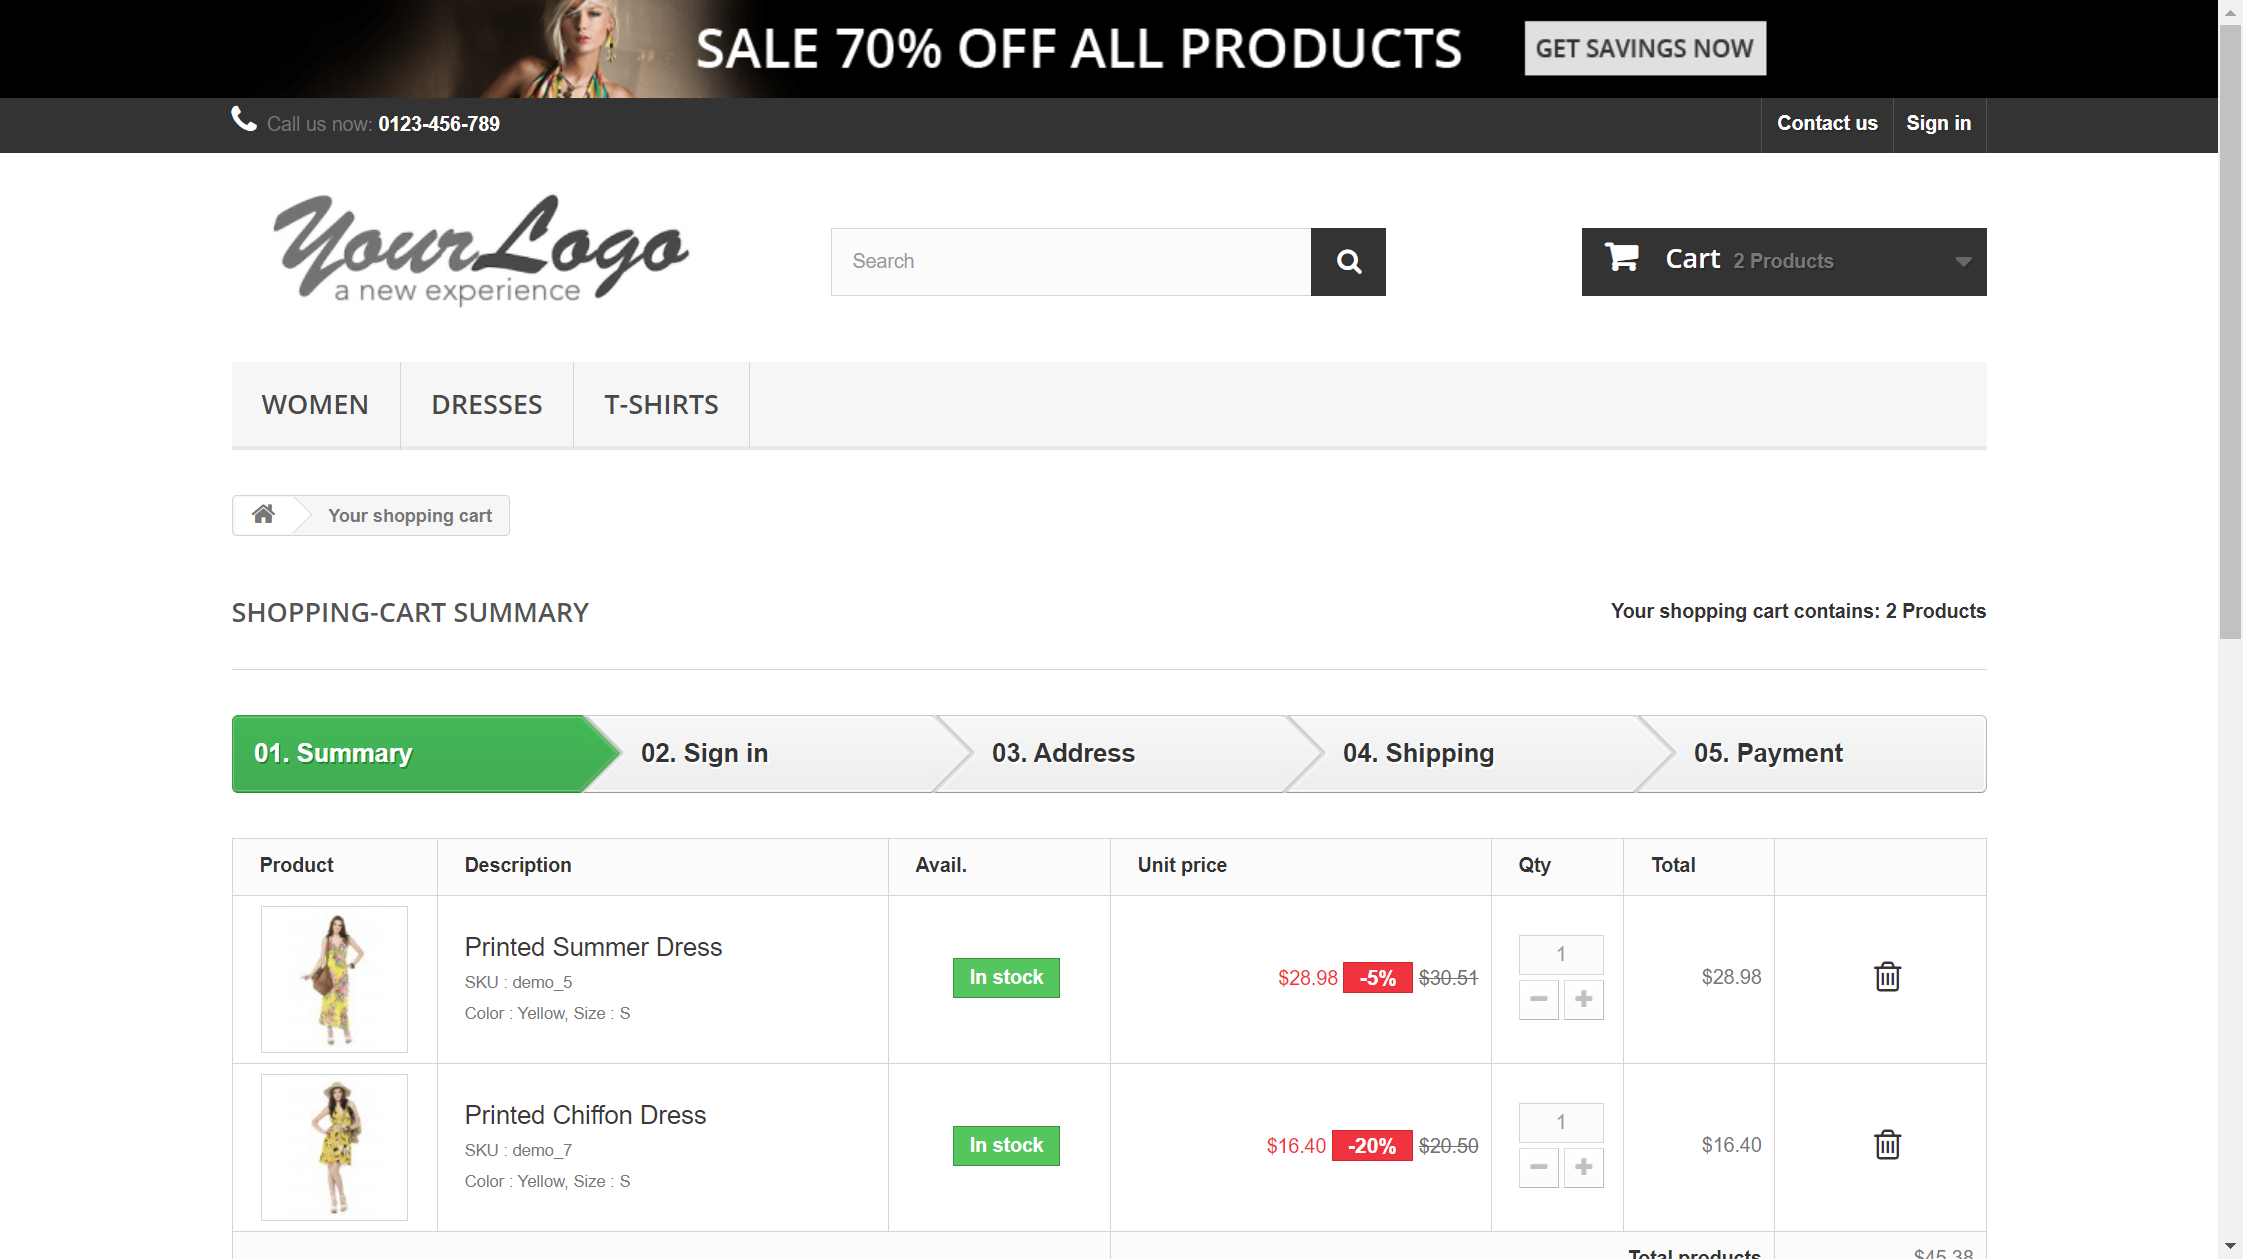 SALE 70% OFF ALL PRODUCTS GET SAVINGS NOW
Call us now: 0123-456-789 Contact us Sign in
YourLogo
a new experience
Search
Cart 2 Products
WOMEN DRESSES T-SHIRTS
Your shopping cart
SHOPPING-CART SUMMARY Your shopping cart contains: 2 Products
01. Summary 02. Sign in 03. Address 04. Shipping 05. Payment
Product Description Avail. Unit price Qty Total
Printed Summer Dress
SKU : demo_5
Color : Yellow, Size : S
In stock $28.98 -5% $30.51 1 $28.98
Printed Chiffon Dress
SKU : demo_7
Color : Yellow, Size : S
In stock $16.40 -20% $20.50 1 $16.40
Total products $45.38